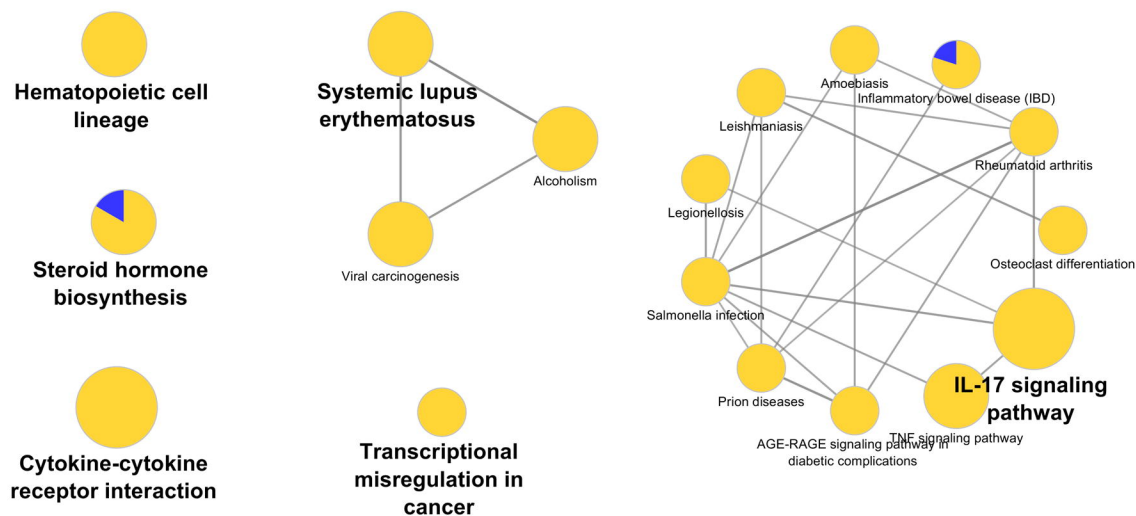 Hematopoietic cell
lineage
Systemic lupus
erythematosus
Alcoholism
Viral carcinogenesis
Steroid hormone
biosynthesis
Cytokine-cytokine
receptor interaction
Transcriptional
misregulation in
cancer
Amoebiasis
Inflammatory bowel disease (IBD)
Leishmaniasis
Rheumatoid arthritis
Legionellosis
Osteoclast differentiation
Salmonella infection
IL-17 signaling
pathway
Prion diseases
TNF signaling pathway
AGE-RAGE signaling pathway in
diabetic complications